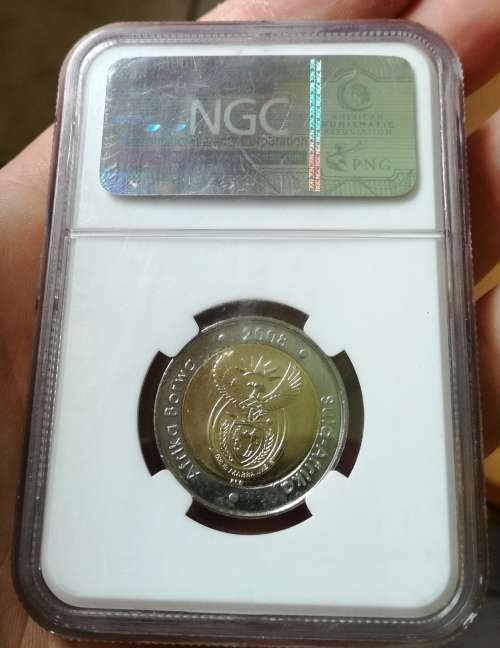 NGC
AMERICAN
NUMISMATIC
ASSOCIATION
PNG
Afrika Borwa • 2008 • Suid-Afrika